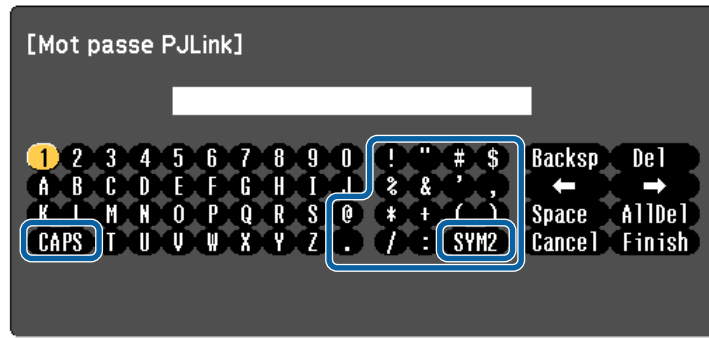 [Mot passe PJLink]
1 2 3 4 5 6 7 8 9 0 ! " # $ Backsp Del
A B C D E F G H I J % & ' , ← →
K L M N O P Q R S @ * + ( ) Space AllDel
CAPS T U V W X Y Z . / : SYM2 Cancel Finish